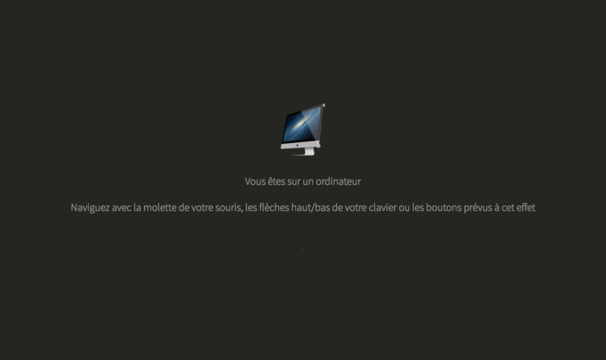 Vous êtes sur un ordinateur
Naviguez avec la molette de votre souris, les flèches haut/bas de votre clavier ou les boutons prévus à cet effet